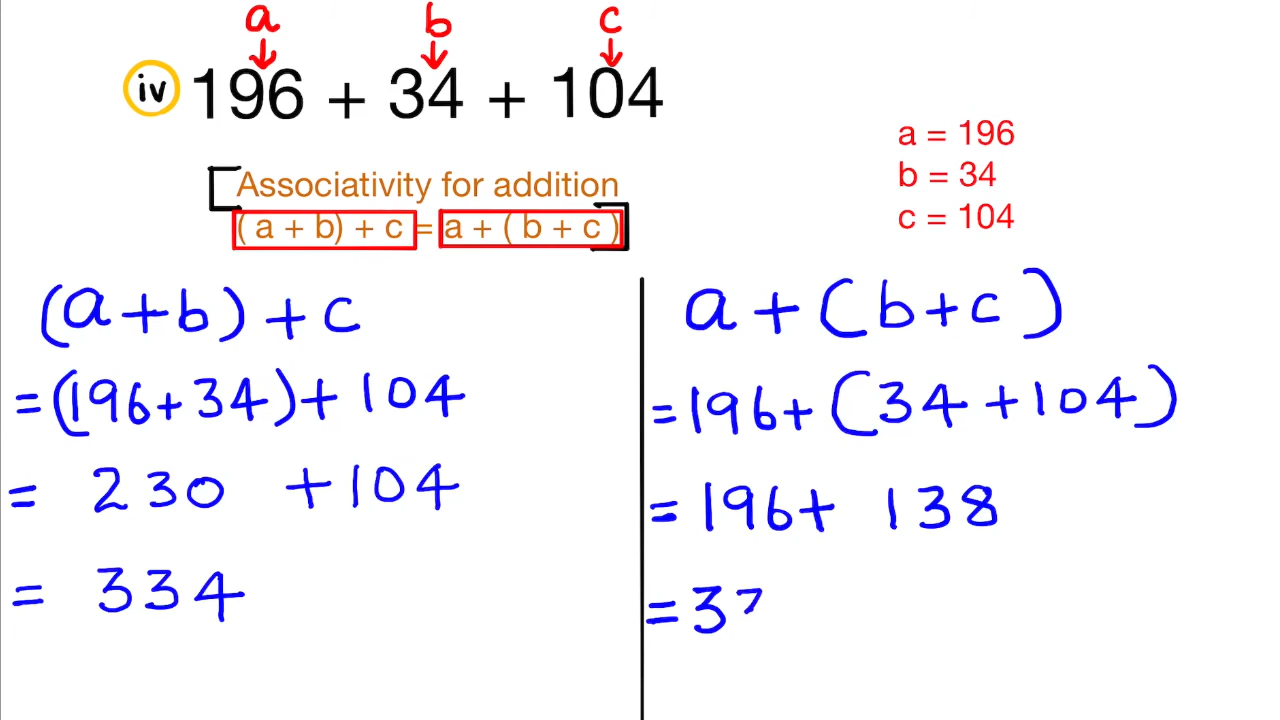 a b c
iv 196 + 34 + 104
Associativity for addition
( a + b) + c = a + ( b + c )
a = 196
b = 34
c = 104
(a+b)+c
=(196+34)+104
= 230 +104
= 334
a+(b+c)
=196+(34+104)
=196+ 138
=3